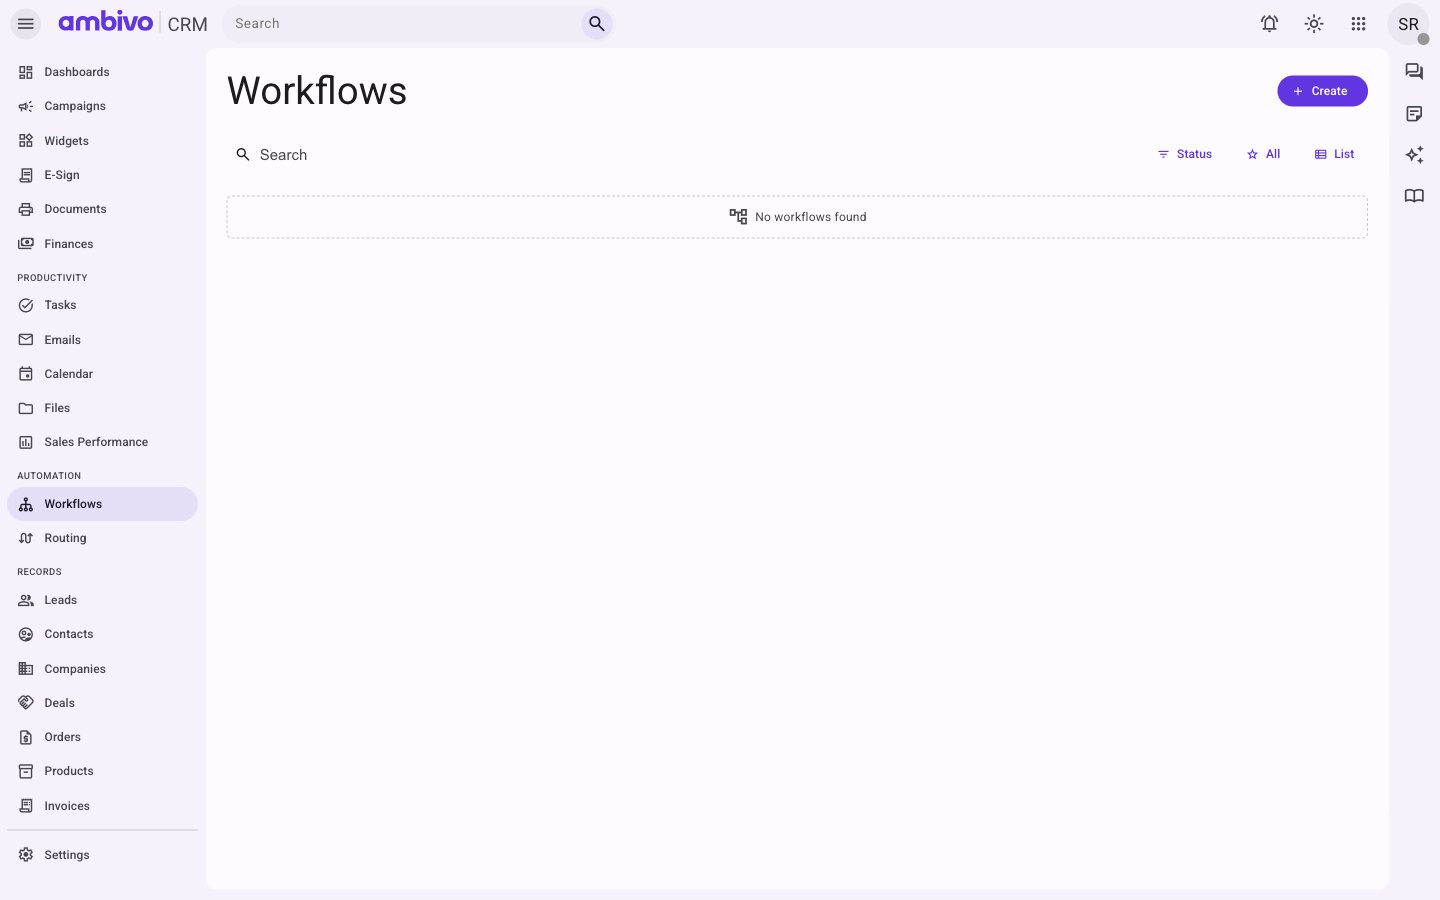 ambivo CRM
Search
SR
Dashboards
Campaigns
Widgets
E-Sign
Documents
Finances
PRODUCTIVITY
Tasks
Emails
Calendar
Files
Sales Performance
AUTOMATION
Workflows
Routing
RECORDS
Leads
Contacts
Companies
Deals
Orders
Products
Invoices
Settings
Workflows
Create
Search
Status
All
List
No workflows found